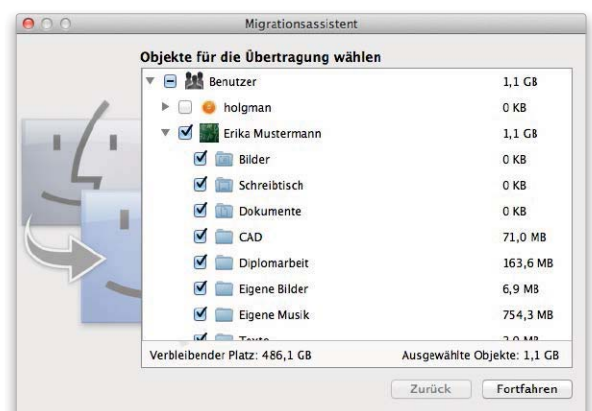 Migrationsassistent
Objekte für die Übertragung wählen
Benutzer 1,1 GB
holgman 0 KB
Erika Mustermann 1,1 GB
Bilder 0 KB
Schreibtisch 0 KB
Dokumente 0 KB
CAD 71,0 MB
Diplomarbeit 163,6 MB
Eigene Bilder 6,9 MB
Eigene Musik 754,3 MB
Texte
Verbleibender Platz: 486,1 GB Ausgewählte Objekte: 1,1 GB
Zurück Fortfahren